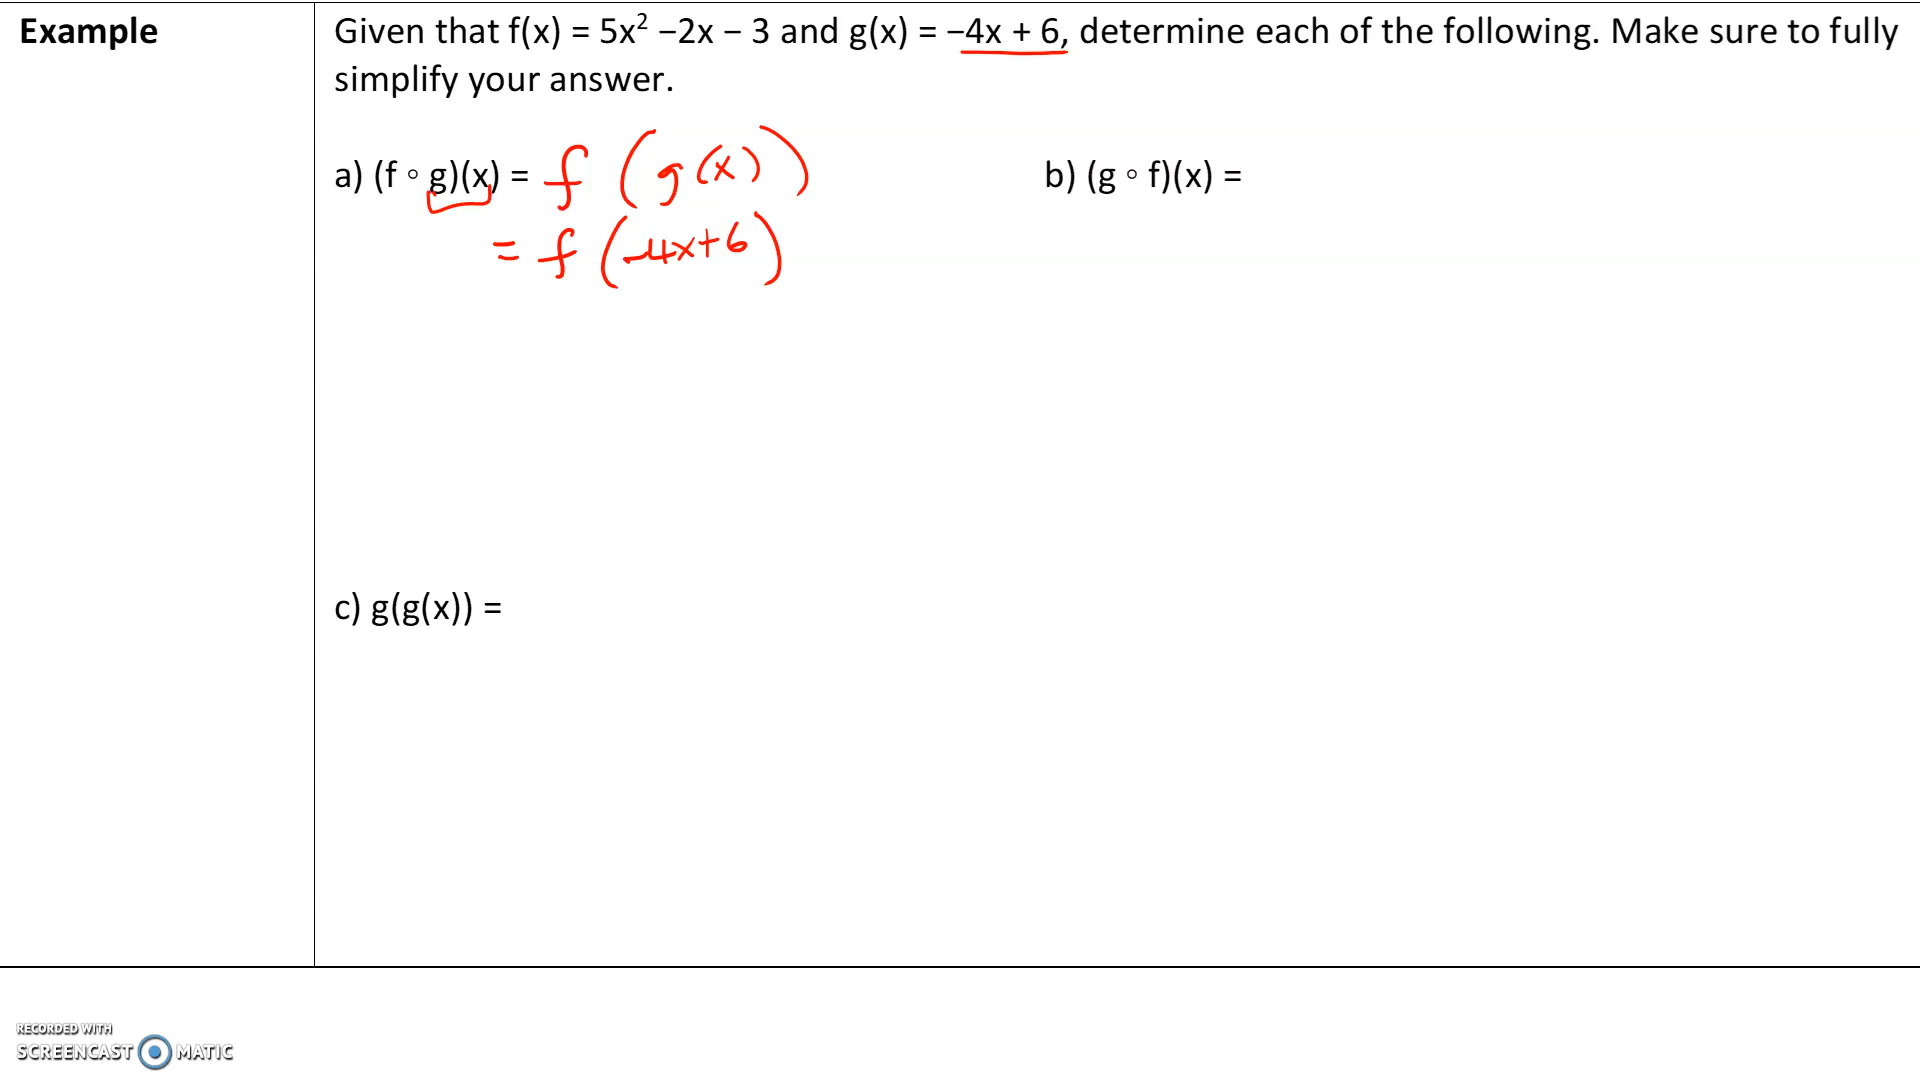 Example
Given that f(x) = 5x² −2x − 3 and g(x) = −4x + 6, determine each of the following. Make sure to fully
simplify your answer.
a) (f ∘ g)(x) = f (g(x))
b) (g ∘ f)(x) =
= f (-4x+6)
c) g(g(x)) =
RECORDED WITH
SCREENCAST MATIC